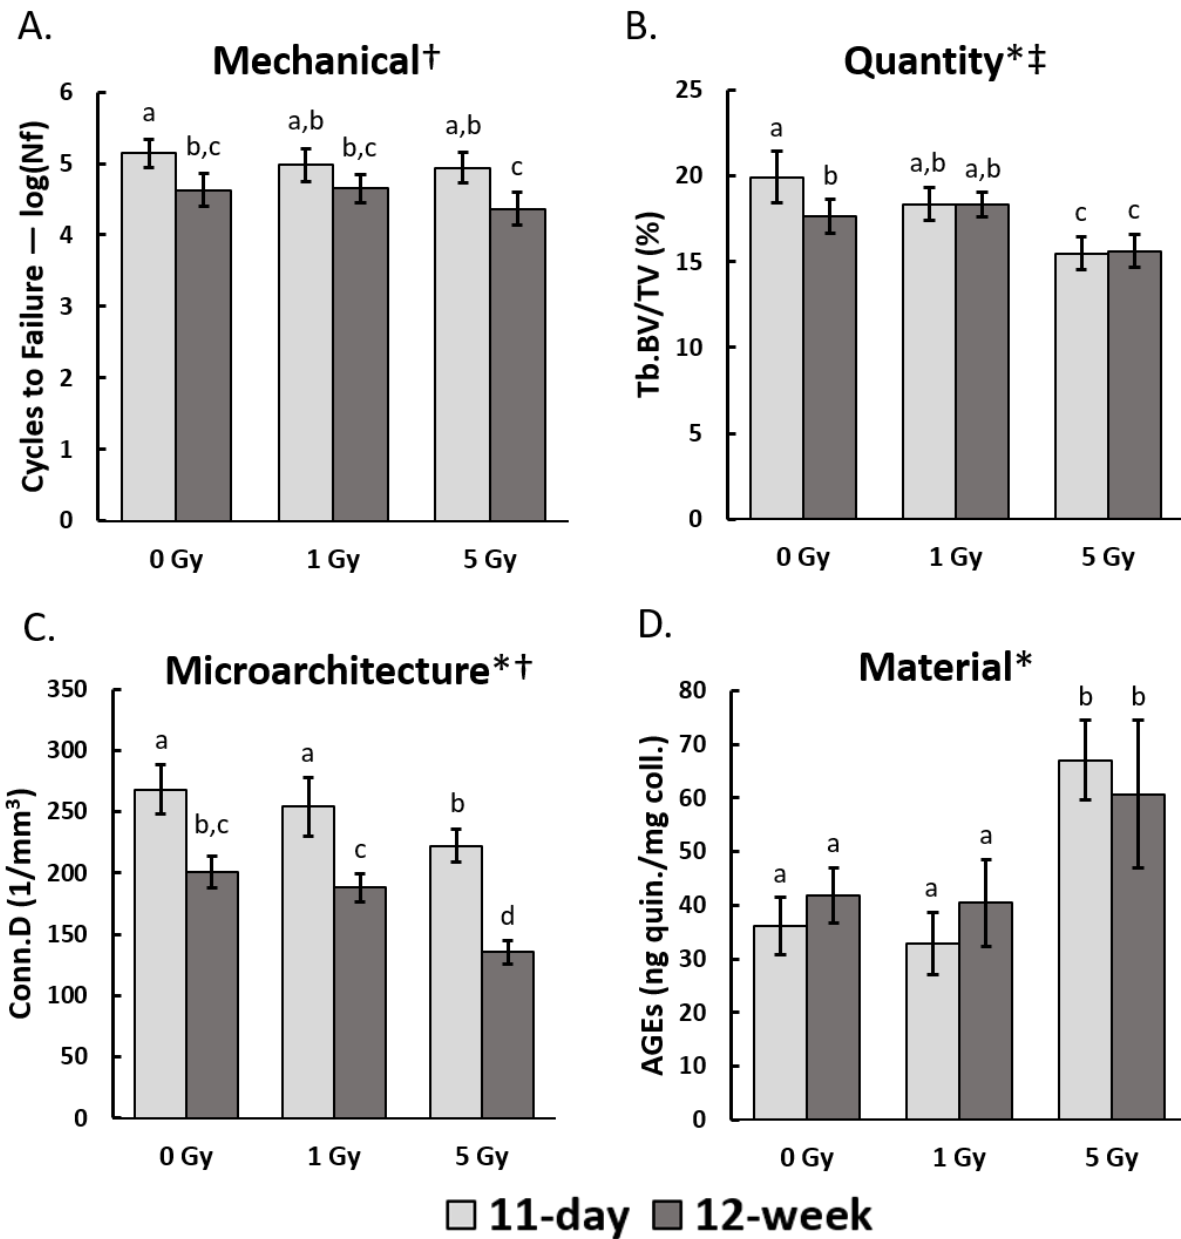 A.
Mechanical†
Cycles to Failure — log(Nf)
6
5
4
3
2
1
0
a
b,c
a,b
b,c
a,b
c
0 Gy
1 Gy
5 Gy
B.
Quantity*‡
Tb.BV/TV (%)
25
20
15
10
5
0
a
b
a,b
a,b
c
c
0 Gy
1 Gy
5 Gy
C.
Microarchitecture*†
Conn.D (1/mm³)
350
300
250
200
150
100
50
0
a
b,c
a
c
b
d
0 Gy
1 Gy
5 Gy
D.
Material*
AGEs (ng quin./mg coll.)
80
70
60
50
40
30
20
10
0
a
a
a
a
b
b
0 Gy
1 Gy
5 Gy
11-day
12-week